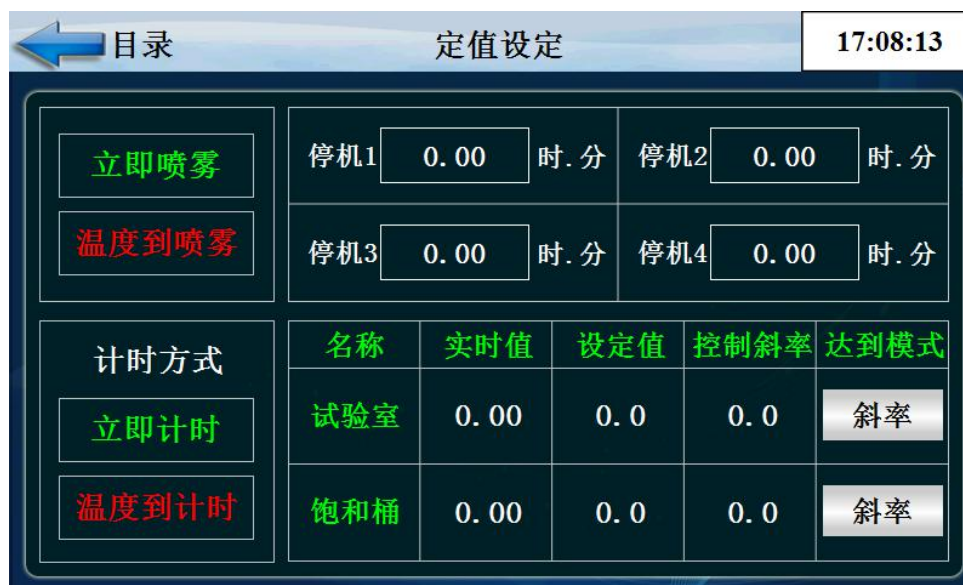 目录 定值设定 17:08:13
立即喷雾
温度到喷雾
停机1 0.00 时.分 停机2 0.00 时.分
停机3 0.00 时.分 停机4 0.00 时.分
计时方式
立即计时
温度到计时
名称 实时值 设定值 控制斜率 达到模式
试验室 0.00 0.0 0.0 斜率
饱和桶 0.00 0.0 0.0 斜率